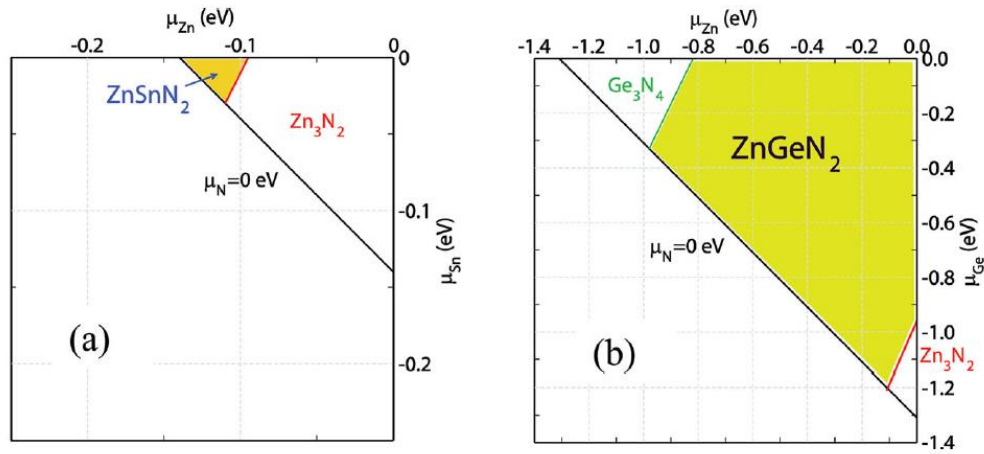 μZn (eV)
-0.2 -0.1 0
0
ZnSnN2
Zn3N2
μN=0 eV
-0.1
μSn (eV)
-0.2
(a)
μZn (eV)
-1.4 -1.2 -1.0 -0.8 -0.6 -0.4 -0.2 0.0
0.0
Ge3N4
-0.2
ZnGeN2
-0.4
-0.6
μN=0 eV
-0.8
μGe (eV)
-1.0
Zn3N2
-1.2
-1.4
(b)